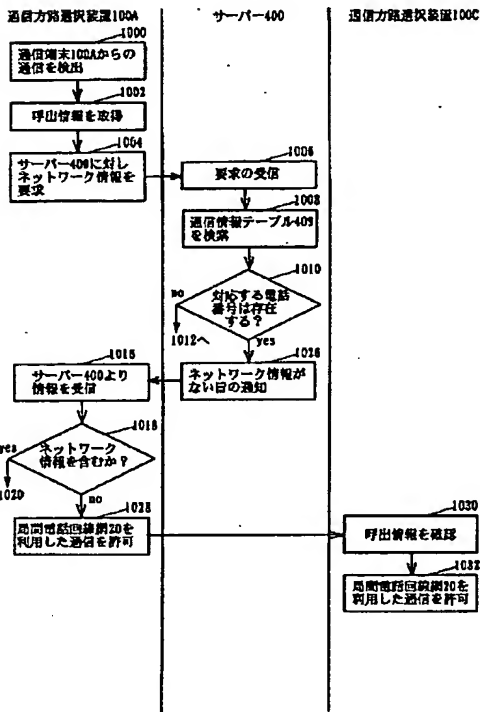 通信方路選択装置100A
サーバー400
通信方路選択装置100C
1000
通信端末100Aからの
通信を検出
1002
呼出情報を取得
1004
サーバー400に対し
ネットワーク情報を
要求
1006
要求の受信
1008
通信情報テーブル409
を検索
1010
対応する電話
番号は存在
する?
no
1012へ
yes
1026
ネットワーク情報が
ない旨の通知
1016
サーバー400より
情報を受信
1018
ネットワーク
情報を含むか?
yes
1020
no
1028
局間電話回線網20を
利用した通信を許可
1030
呼出情報を確認
1032
局間電話回線網20を
利用した通信を許可